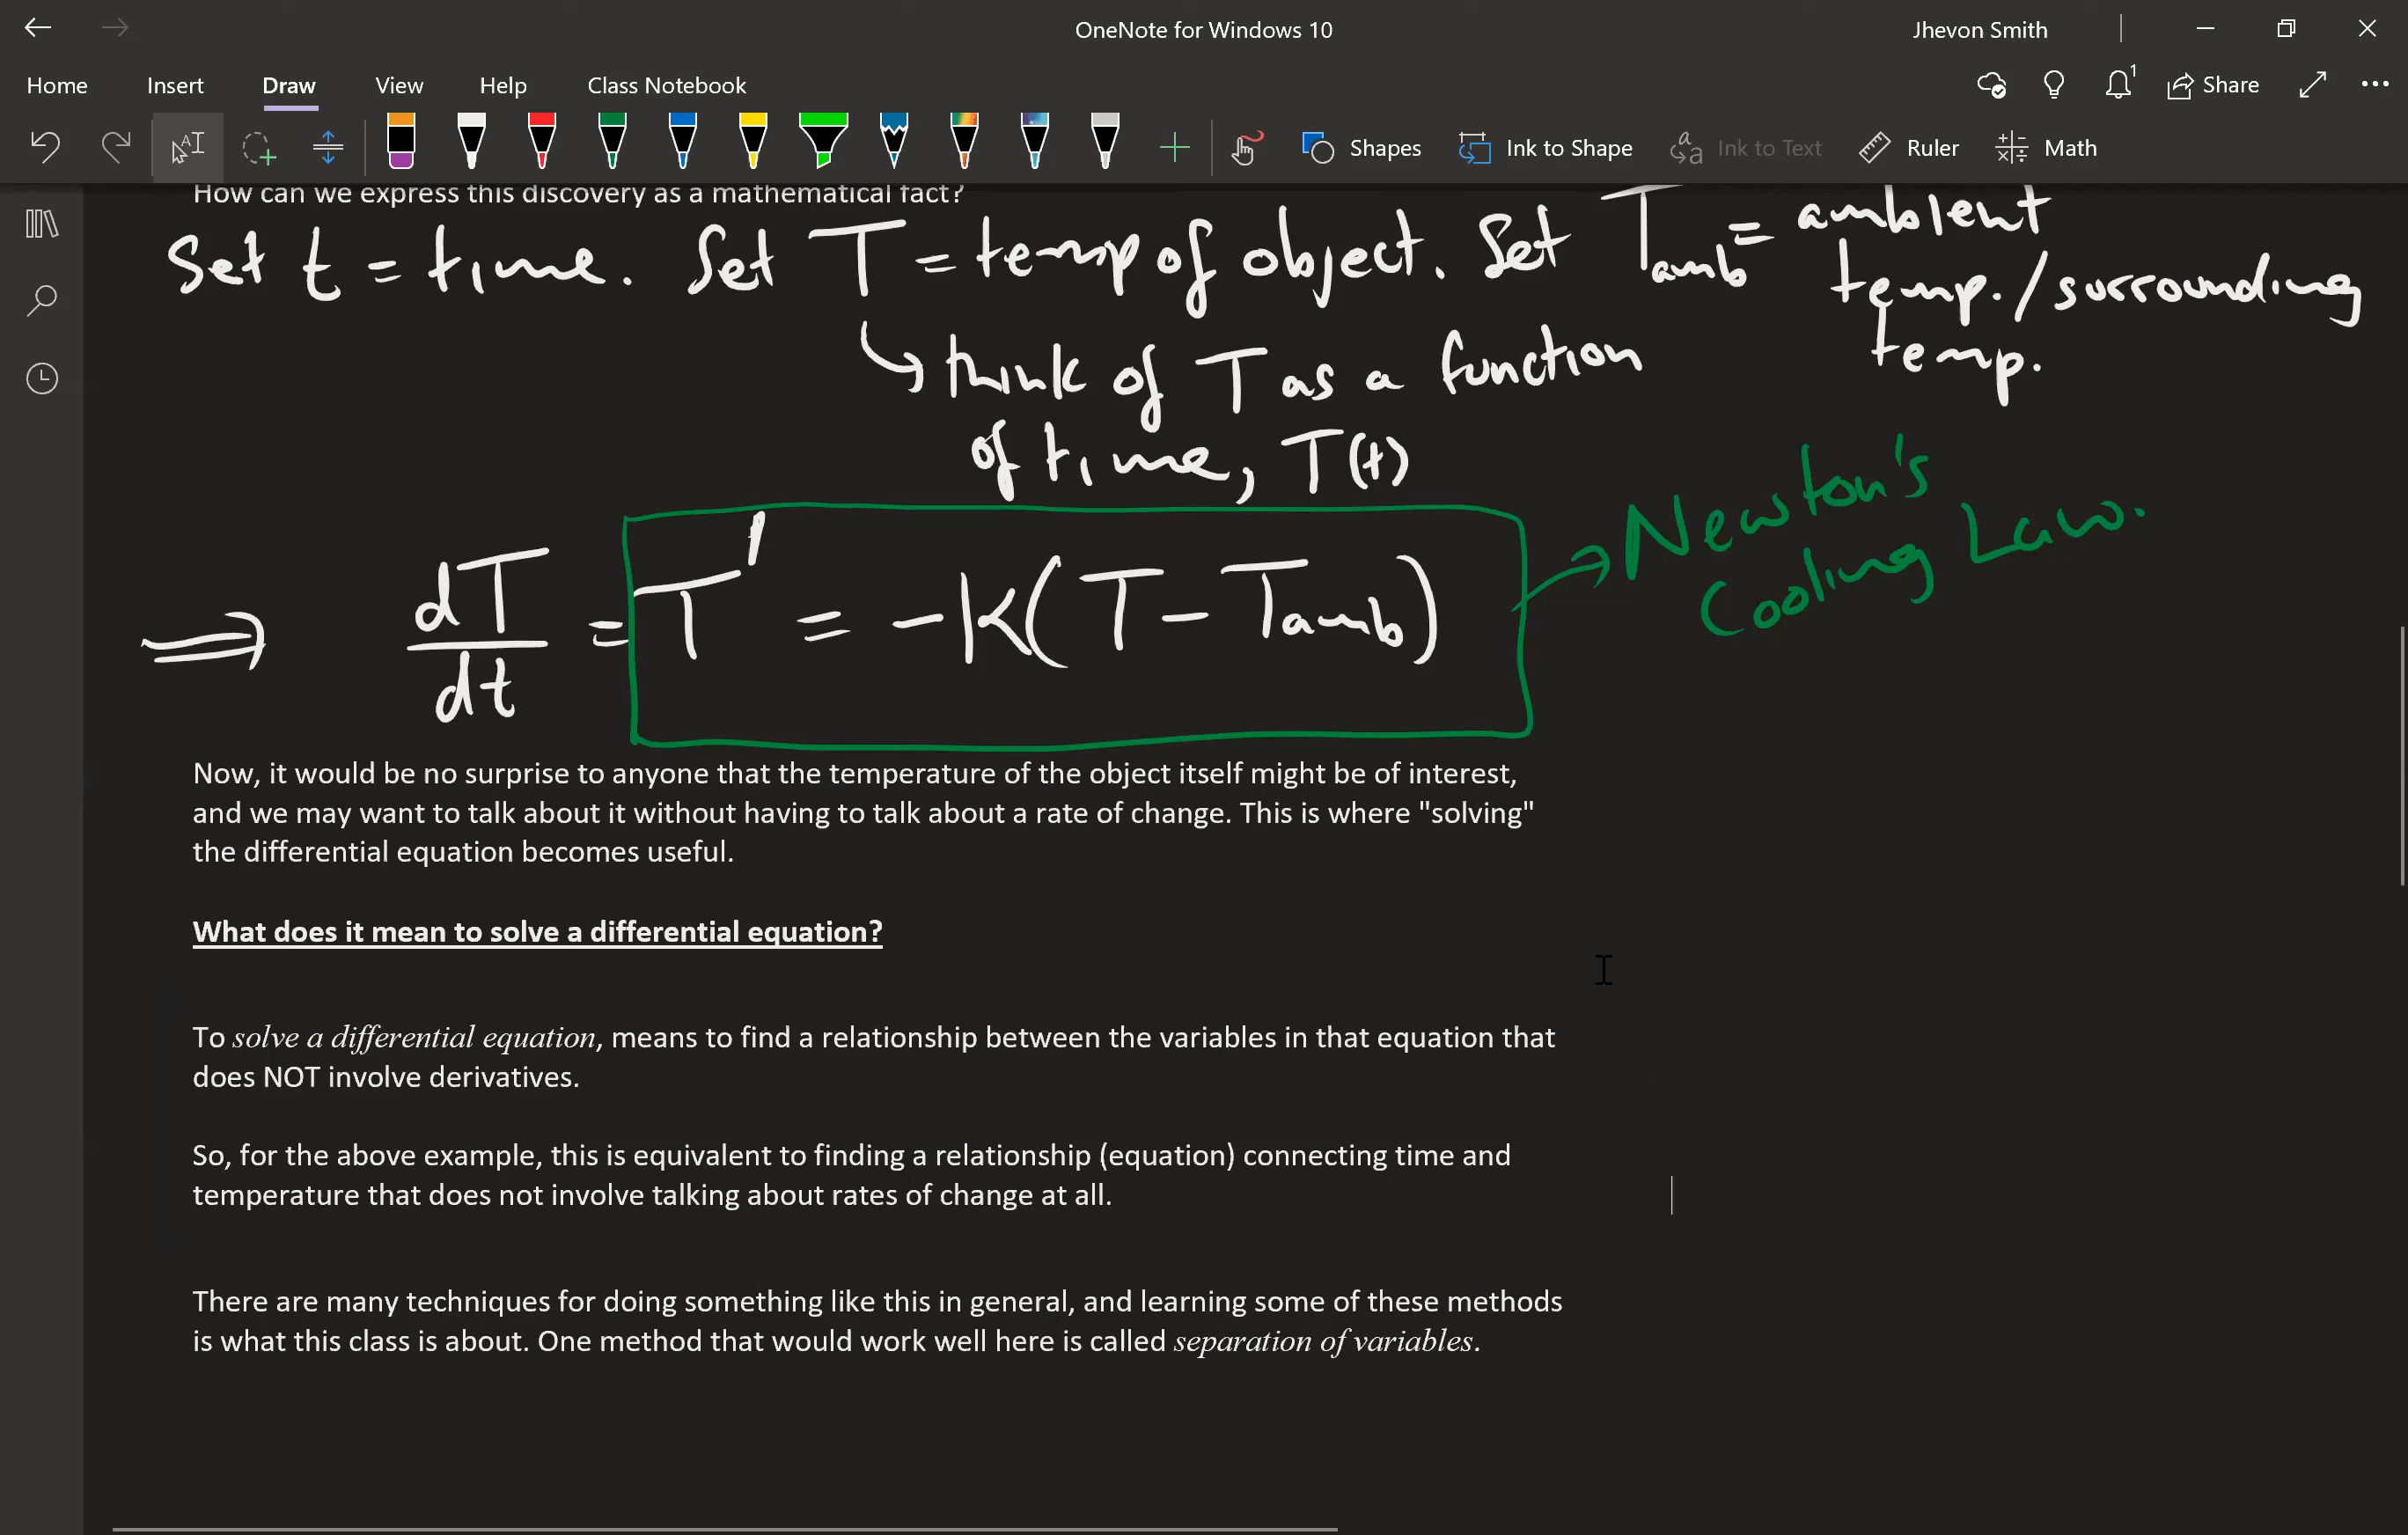 OneNote for Windows 10
Jhevon Smith
Home Insert Draw View Help Class Notebook
1
Share
Shapes Ink to Shape Ink to Text Ruler Math
How can we express this discovery as a mathematical fact?
Set t = time. Set T = temp of object. Set Tamb = ambient
temp./surrounding
temp.
think of T as a function
of time, T(t)
Newton's
Cooling Law.
⇒ dT/dt = T' = -K(T - Tamb)
Now, it would be no surprise to anyone that the temperature of the object itself might be of interest,
and we may want to talk about it without having to talk about a rate of change. This is where "solving"
the differential equation becomes useful.
What does it mean to solve a differential equation?
To solve a differential equation, means to find a relationship between the variables in that equation that
does NOT involve derivatives.
So, for the above example, this is equivalent to finding a relationship (equation) connecting time and
temperature that does not involve talking about rates of change at all.
There are many techniques for doing something like this in general, and learning some of these methods
is what this class is about. One method that would work well here is called separation of variables.